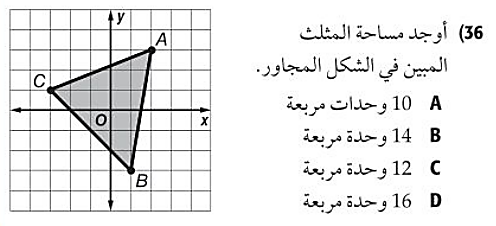 36) أوجد مساحة المثلث
المبين في الشكل المجاور.
A 10 وحدات مربعة
B 14 وحدة مربعة
C 12 وحدة مربعة
D 16 وحدة مربعة
y
A
C
O
x
B